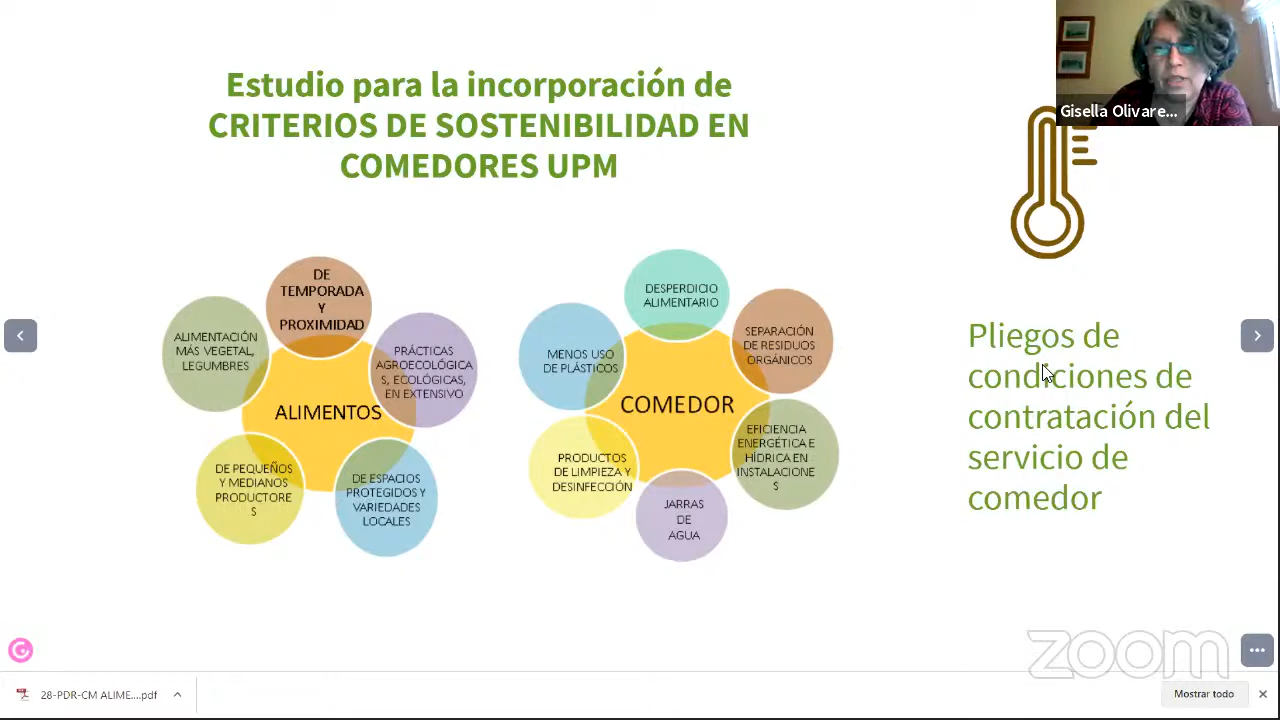 Estudio para la incorporación de
CRITERIOS DE SOSTENIBILIDAD EN
COMEDORES UPM
Gisella Olivare...
DE
TEMPORADA
Y
PROXIMIDAD
ALIMENTACIÓN
MÁS VEGETAL,
LEGUMBRES
PRÁCTICAS
AGROECOLÓGICA
S, ECOLÓGICAS,
EN EXTENSIVO
ALIMENTOS
DE PEQUEÑOS
Y MEDIANOS
PRODUCTORE
S
DE ESPACIOS
PROTEGIDOS Y
VARIEDADES
LOCALES
DESPERDICIO
ALIMENTARIO
MENOS USO
DE PLÁSTICOS
SEPARACIÓN
DE RESIDUOS
ORGÁNICOS
COMEDOR
PRODUCTOS
DE LIMPIEZA Y
DESINFECCIÓN
EFICIENCIA
ENERGÉTICA E
HÍDRICA EN
INSTALACIONE
S
JARRAS
DE
AGUA
Pliegos de
condiciones de
contratación del
servicio de
comedor
zoom
28-PDR-CM ALIME....pdf
Mostrar todo